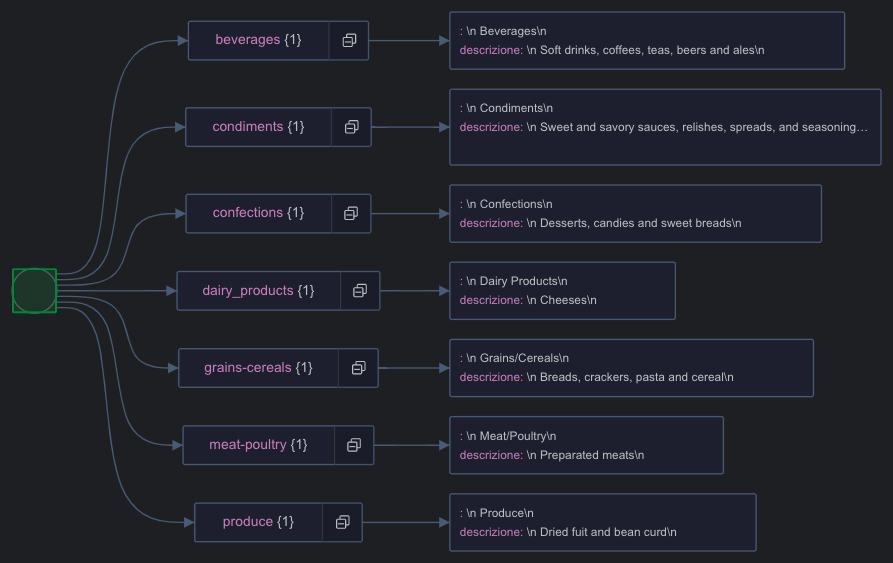 beverages {1}
: \n Beverages\n
descrizione: \n Soft drinks, coffees, teas, beers and ales\n
condiments {1}
: \n Condiments\n
descrizione: \n Sweet and savory sauces, relishes, spreads, and seasoning…
confections {1}
: \n Confections\n
descrizione: \n Desserts, candies and sweet breads\n
dairy_products {1}
: \n Dairy Products\n
descrizione: \n Cheeses\n
grains-cereals {1}
: \n Grains/Cereals\n
descrizione: \n Breads, crackers, pasta and cereal\n
meat-poultry {1}
: \n Meat/Poultry\n
descrizione: \n Preparated meats\n
produce {1}
: \n Produce\n
descrizione: \n Dried fuit and bean curd\n